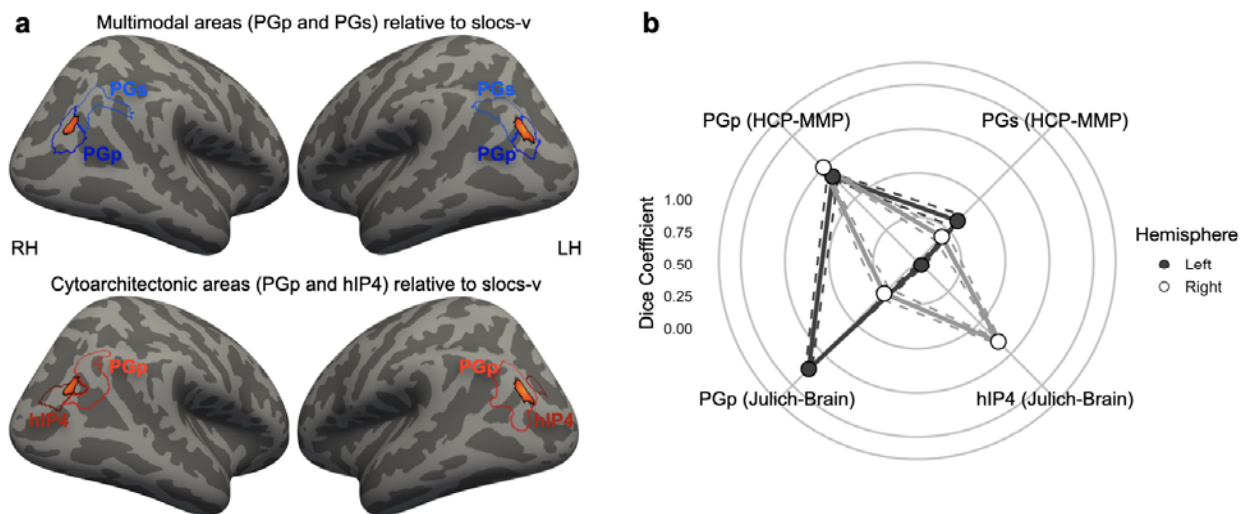 a
Multimodal areas (PGp and PGs) relative to slocs-v
PGs
PGp
PGs
PGp
RH
LH
Cytoarchitectonic areas (PGp and hIP4) relative to slocs-v
PGp
hIP4
PGp
hIP4
b
PGp (HCP-MMP)
PGs (HCP-MMP)
Dice Coefficient
1.00
0.75
0.50
0.25
0.00
PGp (Julich-Brain)
hIP4 (Julich-Brain)
Hemisphere
Left
Right